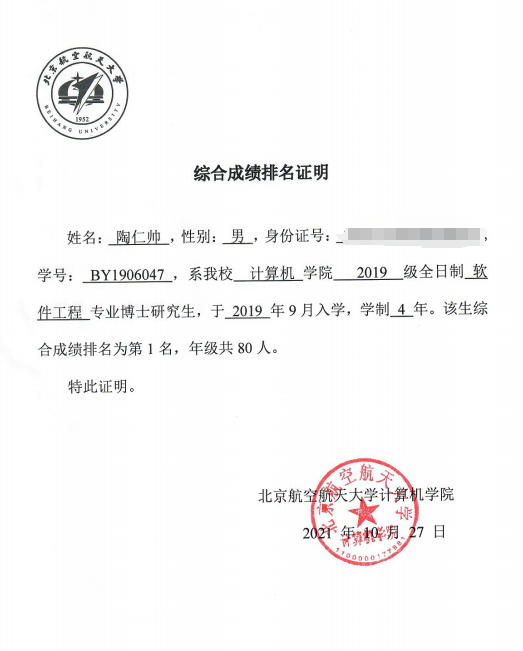 北京航空航天大学
BEIHANG UNIVERSITY
1952
综合成绩排名证明
姓名：陶仁帅，性别：男，身份证号：，
学号：BY1906047，系我校 计算机 学院 2019 级全日制 软
件工程 专业博士研究生，于 2019 年 9 月入学，学制 4 年。该生综
合成绩排名为第 1 名，年级共 80 人。
特此证明。
北京航空航天大学计算机学院
2021 年 10 月 27 日
北京航空航天大学
计算机学院